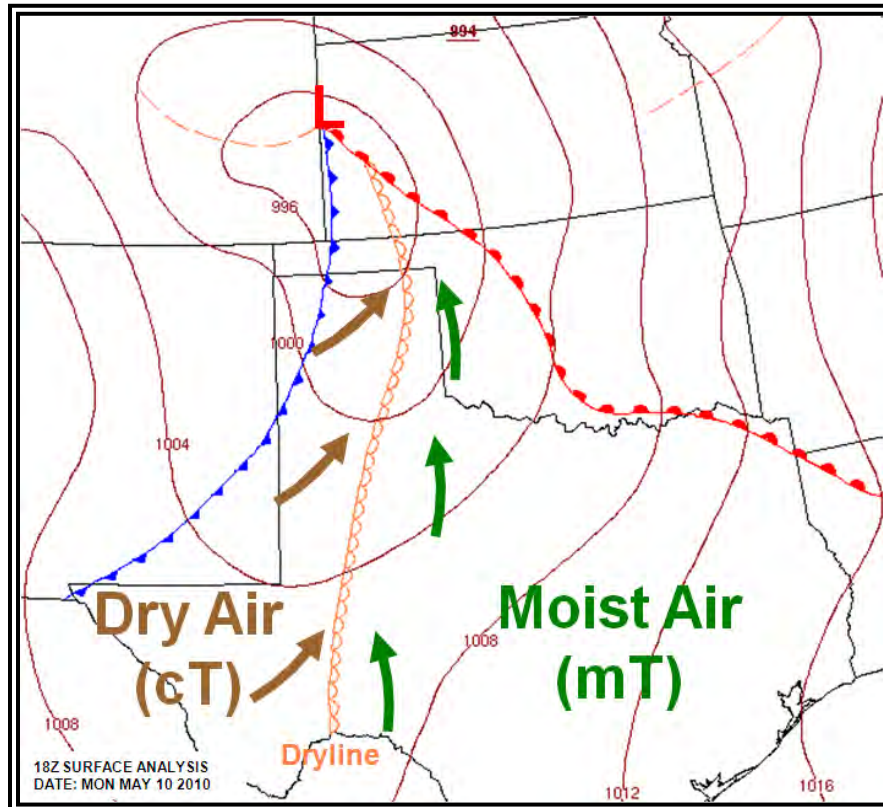 894
L
996
1000
1004
Dry Air
(cT)
Moist Air
(mT)
1008
1008
Dryline
18Z SURFACE ANALYSIS
DATE: MON MAY 10 2010
1012
1016